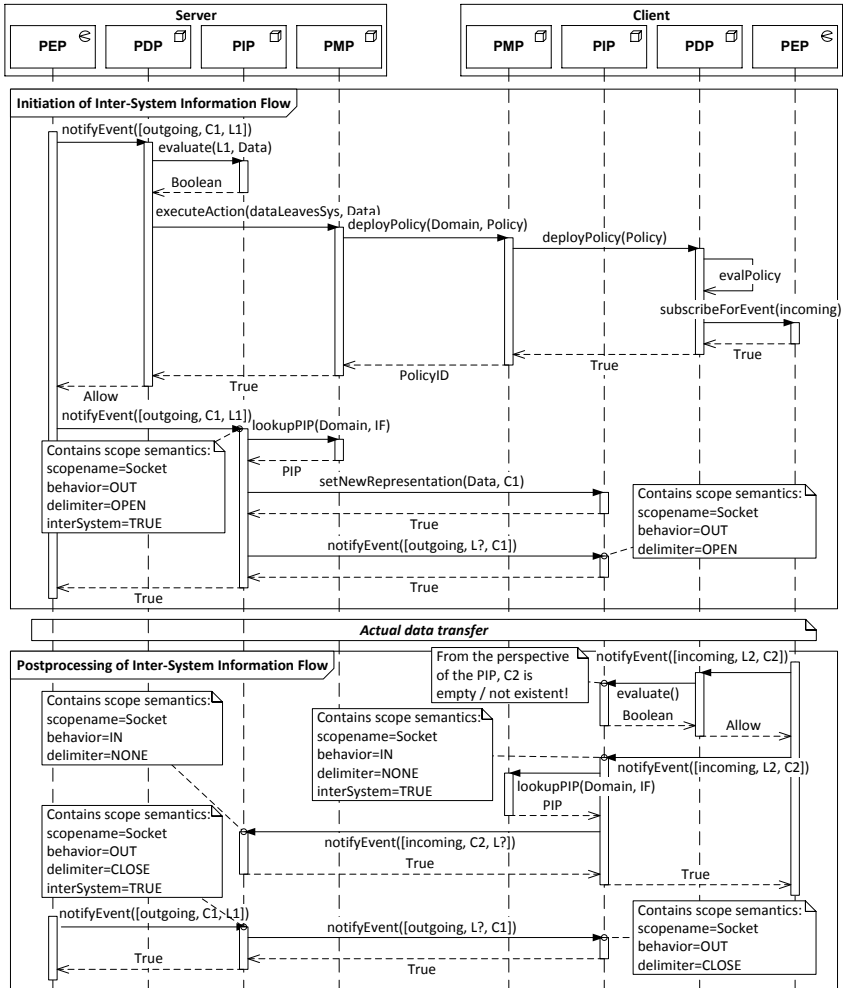 Server
Client
PEP
PDP
PIP
PMP
PMP
PIP
PDP
PEP
Initiation of Inter-System Information Flow
notifyEvent([outgoing, C1, L1])
evaluate(L1, Data)
Boolean
executeAction(dataLeavesSys, Data)
deployPolicy(Domain, Policy)
deployPolicy(Policy)
evalPolicy
subscribeForEvent(incoming)
True
True
PolicyID
True
Allow
notifyEvent([outgoing, C1, L1])
lookupPIP(Domain, IF)
Contains scope semantics:
scopename=Socket
behavior=OUT
delimiter=OPEN
interSystem=TRUE
PIP
setNewRepresentation(Data, C1)
True
Contains scope semantics:
scopename=Socket
behavior=OUT
delimiter=OPEN
notifyEvent([outgoing, L?, C1])
True
True
Actual data transfer
Postprocessing of Inter-System Information Flow
From the perspective
of the PIP, C2 is
empty / not existent!
notifyEvent([incoming, L2, C2])
evaluate()
Boolean
Allow
Contains scope semantics:
scopename=Socket
behavior=IN
delimiter=NONE
Contains scope semantics:
scopename=Socket
behavior=IN
delimiter=NONE
interSystem=TRUE
notifyEvent([incoming, L2, C2])
lookupPIP(Domain, IF)
PIP
Contains scope semantics:
scopename=Socket
behavior=OUT
delimiter=CLOSE
interSystem=TRUE
notifyEvent([incoming, C2, L?])
True
True
notifyEvent([outgoing, C1, L1])
notifyEvent([outgoing, L?, C1])
Contains scope semantics:
scopename=Socket
behavior=OUT
delimiter=CLOSE
True
True